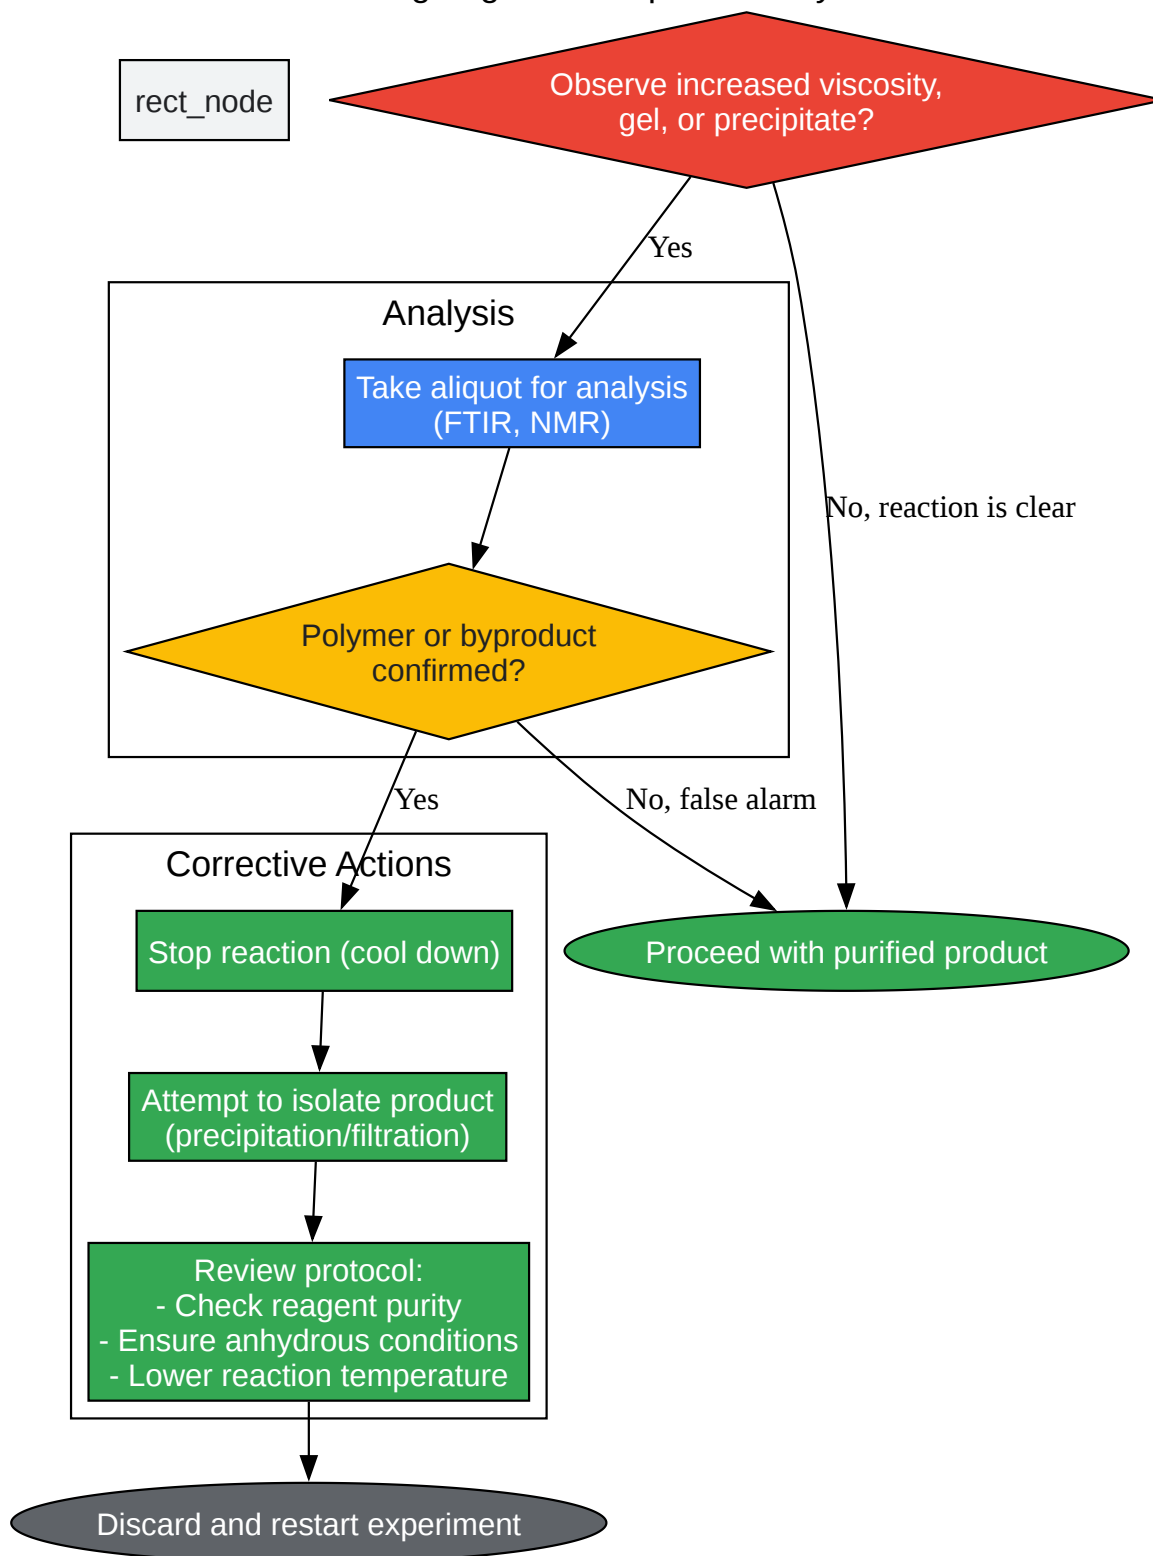 rect_node
Observe increased viscosity,
gel, or precipitate?
Yes
Analysis
Take aliquot for analysis
(FTIR, NMR)
No, reaction is clear
Polymer or byproduct
confirmed?
Yes
No, false alarm
Corrective Actions
Stop reaction (cool down)
Proceed with purified product
Attempt to isolate product
(precipitation/filtration)
Review protocol:
- Check reagent purity
- Ensure anhydrous conditions
- Lower reaction temperature
Discard and restart experiment